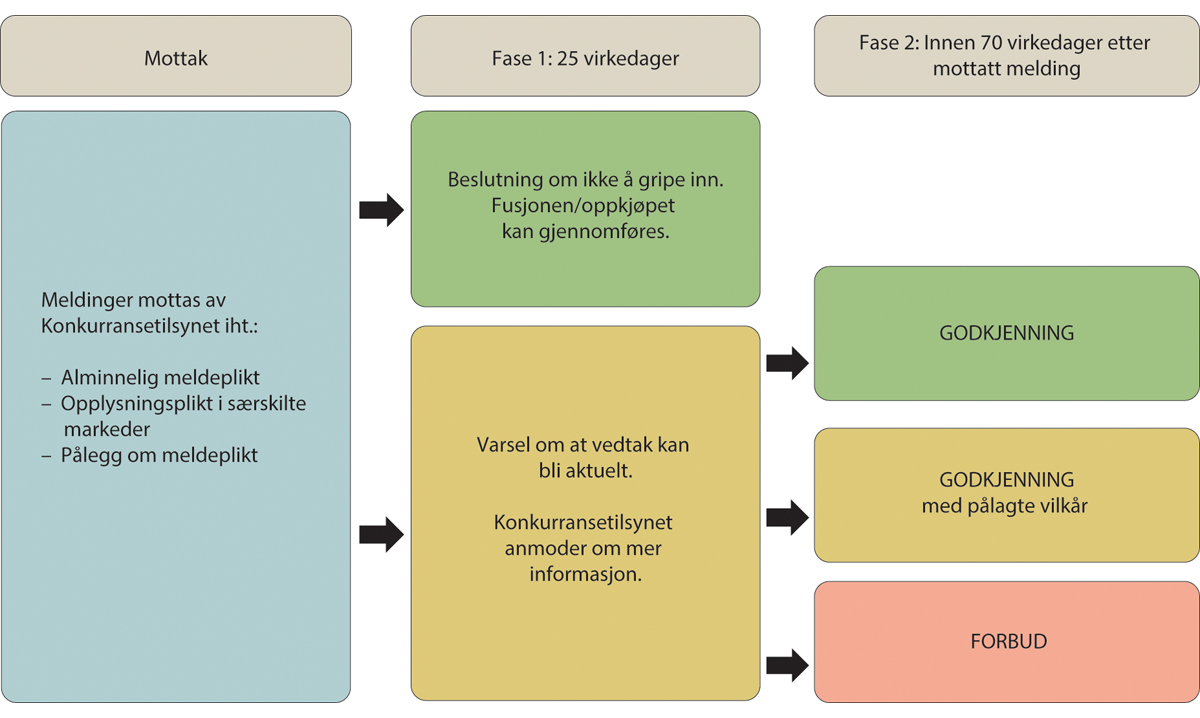 Mottak
Fase 1: 25 virkedager
Fase 2: Innen 70 virkedager etter
mottatt melding
Meldinger mottas av
Konkurransetilsynet iht.:
– Alminnelig meldeplikt
– Opplysningsplikt i særskilte
markeder
– Pålegg om meldeplikt
Beslutning om ikke å gripe inn.
Fusjonen/oppkjøpet
kan gjennomføres.
Varsel om at vedtak kan
bli aktuelt.
Konkurransetilsynet
anmoder om mer
informasjon.
GODKJENNING
GODKJENNING
med pålagte vilkår
FORBUD